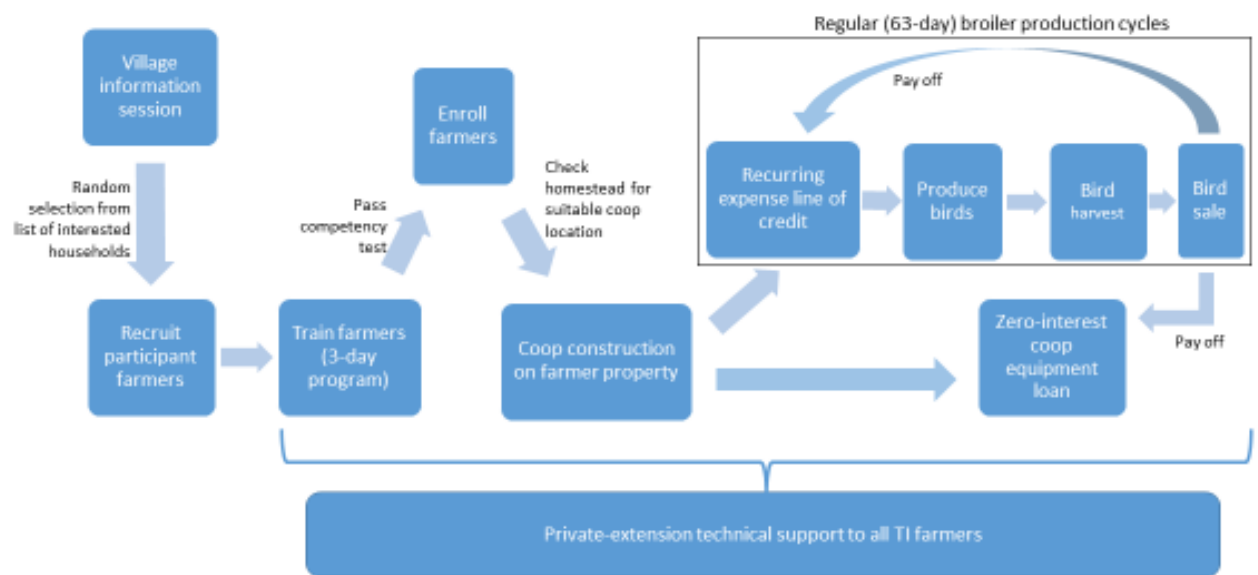 Regular (63-day) broiler production cycles
Village
information
session
Random
selection from
list of interested
households
Recruit
participant
farmers
Train farmers
(3-day
program)
Pass
competency
test
Enroll
farmers
Check
homestead for
suitable coop
location
Coop construction
on farmer property
Pay off
Recurring
expense line of
credit
Produce
birds
Bird
harvest
Bird
sale
Pay off
Zero-interest
coop
equipment
loan
Private-extension technical support to all TI farmers